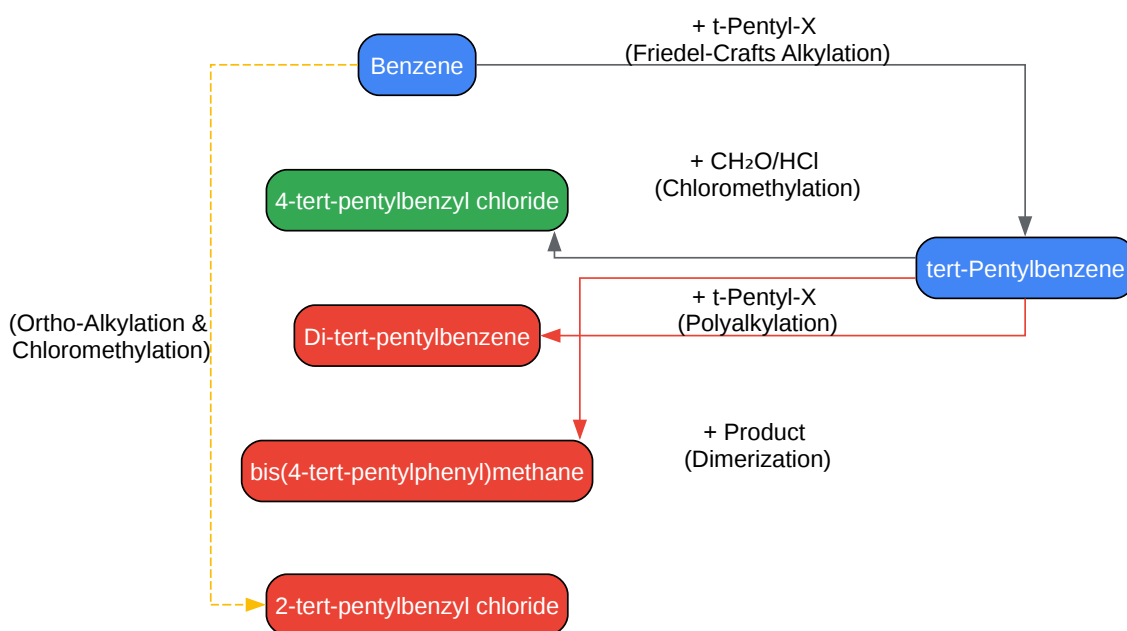 + t-Pentyl-X
(Friedel-Crafts Alkylation)
Benzene
+ CH₂O/HCl
(Chloromethylation)
4-tert-pentylbenzyl chloride
tert-Pentylbenzene
+ t-Pentyl-X
(Polyalkylation)
(Ortho-Alkylation &
Chloromethylation)
Di-tert-pentylbenzene
+ Product
(Dimerization)
bis(4-tert-pentylphenyl)methane
2-tert-pentylbenzyl chloride